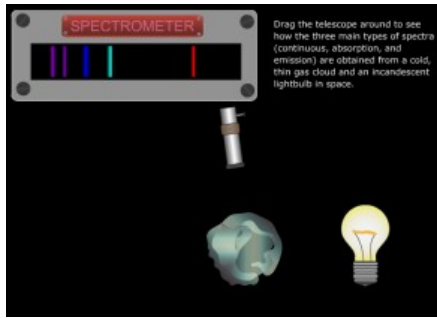 SPECTROMETER
Drag the telescope around to see
how the three main types of spectra
(continuous, absorption, and
emission) are obtained from a cold,
thin gas cloud and an incandescent
lightbulb in space.